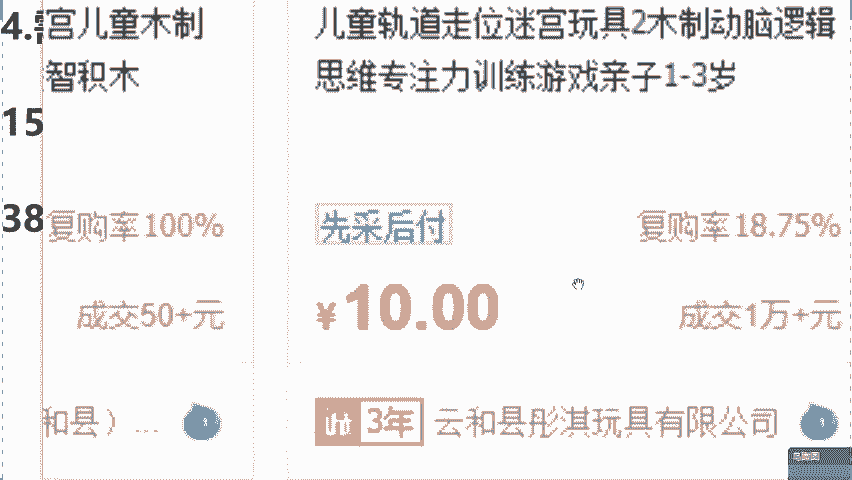 4.
15
38
宫儿童木制
智积木
复购率100%
成交50+元
和县）...
儿童轨道走位迷宫玩具2木制动脑逻辑
思维专注力训练游戏亲子1-3岁
先采后付
复购率18.75%
¥10.00
成交1万+元
3年
云和县彤淇玩具有限公司